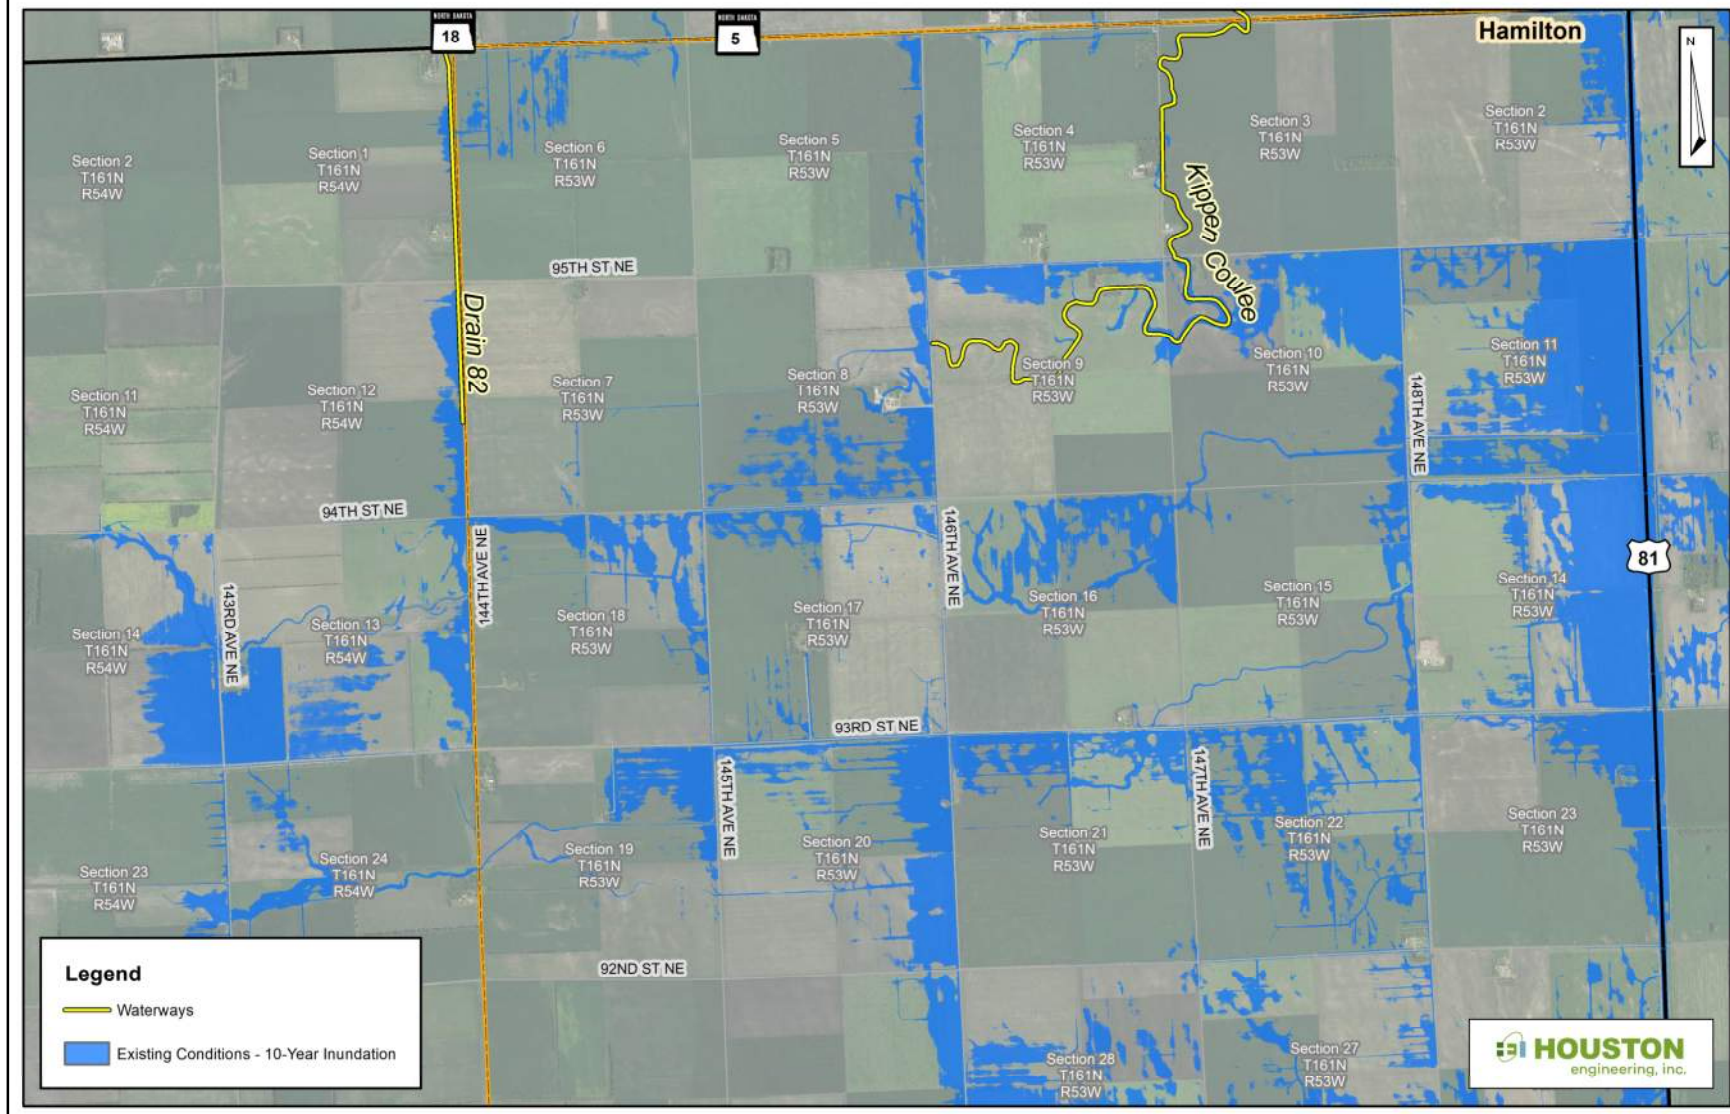 NORTH DAKOTA
18
NORTH DAKOTA
5
Hamilton
N
Section 2
T161N
R54W
Section 1
T161N
R54W
Section 6
T161N
R53W
Section 5
T161N
R53W
Section 4
T161N
R53W
Section 3
T161N
R53W
Section 2
T161N
R53W
Kippen Coulee
95TH ST NE
Drain 82
Section 11
T161N
R54W
Section 12
T161N
R54W
Section 7
T161N
R53W
Section 8
T161N
R53W
Section 9
T161N
R53W
Section 10
T161N
R53W
Section 11
T161N
R53W
148TH AVE NE
94TH ST NE
144TH AVE NE
146TH AVE NE
81
143RD AVE NE
Section 14
T161N
R54W
Section 13
T161N
R54W
Section 18
T161N
R53W
Section 17
T161N
R53W
Section 16
T161N
R53W
Section 15
T161N
R53W
Section 14
T161N
R53W
93RD ST NE
145TH AVE NE
147TH AVE NE
Section 23
T161N
R54W
Section 24
T161N
R54W
Section 19
T161N
R53W
Section 20
T161N
R53W
Section 21
T161N
R53W
Section 22
T161N
R53W
Section 23
T161N
R53W
92ND ST NE
Section 28
T161N
R53W
Section 27
T161N
R53W
Legend
Waterways
Existing Conditions - 10-Year Inundation
HOUSTON
engineering, inc.